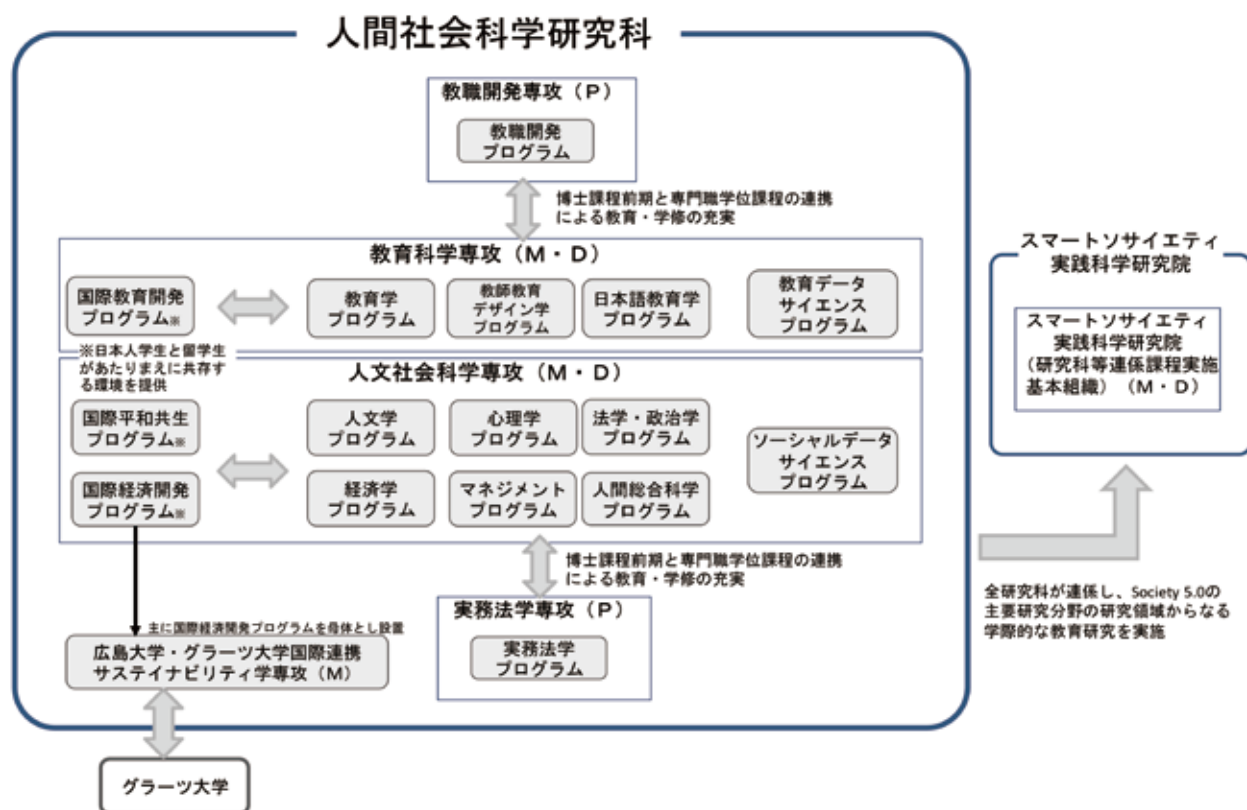 人間社会科学研究科
教職開発専攻（P）
教職開発
プログラム
博士課程前期と専門職学位課程の連携
による教育・学修の充実
教育科学専攻（M・D）
国際教育開発
プログラム※
教育学
プログラム
教師教育
デザイン学
プログラム
日本語教育学
プログラム
教育データ
サイエンス
プログラム
※日本人学生と留学生
があたりまえに共存す
る環境を提供
人文社会科学専攻（M・D）
国際平和共生
プログラム※
人文学
プログラム
心理学
プログラム
法学・政治学
プログラム
ソーシャルデータ
サイエンス
プログラム
国際経済開発
プログラム※
経済学
プログラム
マネジメント
プログラム
人間総合科学
プログラム
博士課程前期と専門職学位課程の連携
による教育・学修の充実
実務法学専攻（P）
実務法学
プログラム
主に国際経済開発プログラムを母体とし設置
広島大学・グラーツ大学国際連携
サステイナビリティ学専攻（M）
グラーツ大学
スマートソサイエティ
実践科学研究院
スマートソサイエティ
実践科学研究院
（研究科等連係課程実施
基本組織）（M・D）
全研究科が連係し、Society 5.0の
主要研究分野の研究領域からなる
学際的な教育研究を実施